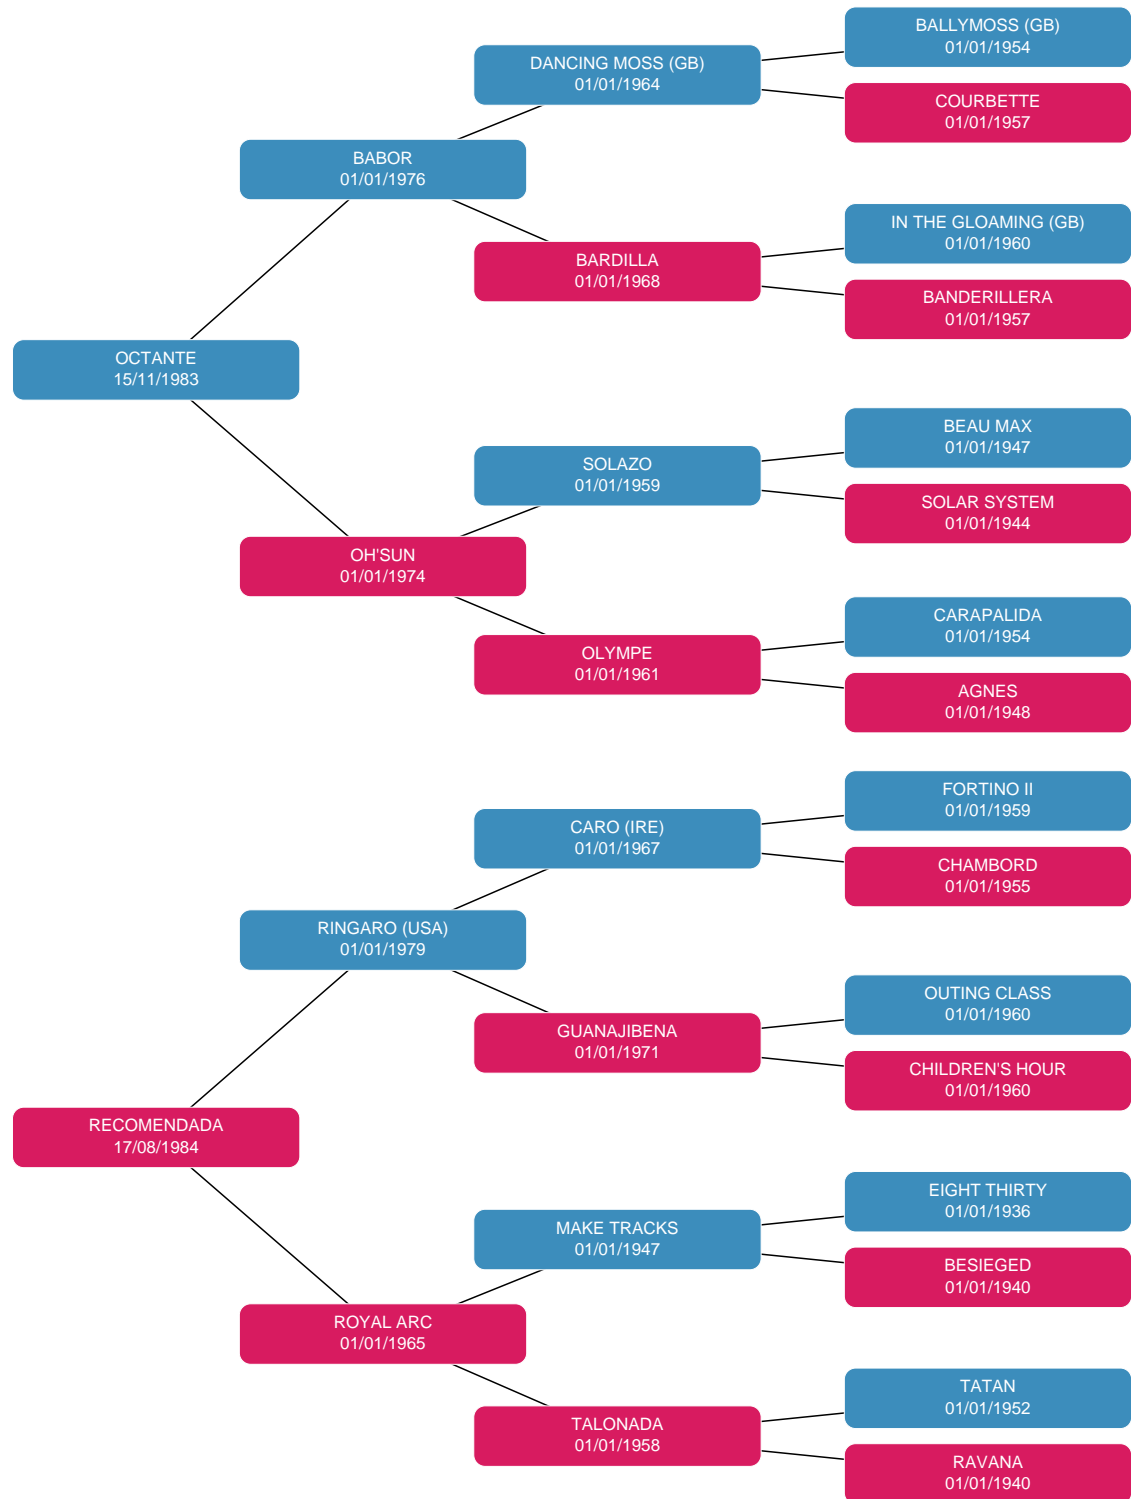 BALLYMOSS (GB)
01/01/1954
DANCING MOSS (GB)
01/01/1964
COURBETTE
01/01/1957
BABOR
01/01/1976
IN THE GLOAMING (GB)
01/01/1960
BARDILLA
01/01/1968
BANDERILLERA
01/01/1957
OCTANTE
15/11/1983
BEAU MAX
01/01/1947
SOLAZO
01/01/1959
SOLAR SYSTEM
01/01/1944
OH'SUN
01/01/1974
CARAPALIDA
01/01/1954
OLYMPE
01/01/1961
AGNES
01/01/1948
FORTINO II
01/01/1959
CARO (IRE)
01/01/1967
CHAMBORD
01/01/1955
RINGARO (USA)
01/01/1979
OUTING CLASS
01/01/1960
GUANAJIBENA
01/01/1971
CHILDREN'S HOUR
01/01/1960
RECOMENDADA
17/08/1984
EIGHT THIRTY
01/01/1936
MAKE TRACKS
01/01/1947
BESIEGED
01/01/1940
ROYAL ARC
01/01/1965
TATAN
01/01/1952
TALONADA
01/01/1958
RAVANA
01/01/1940